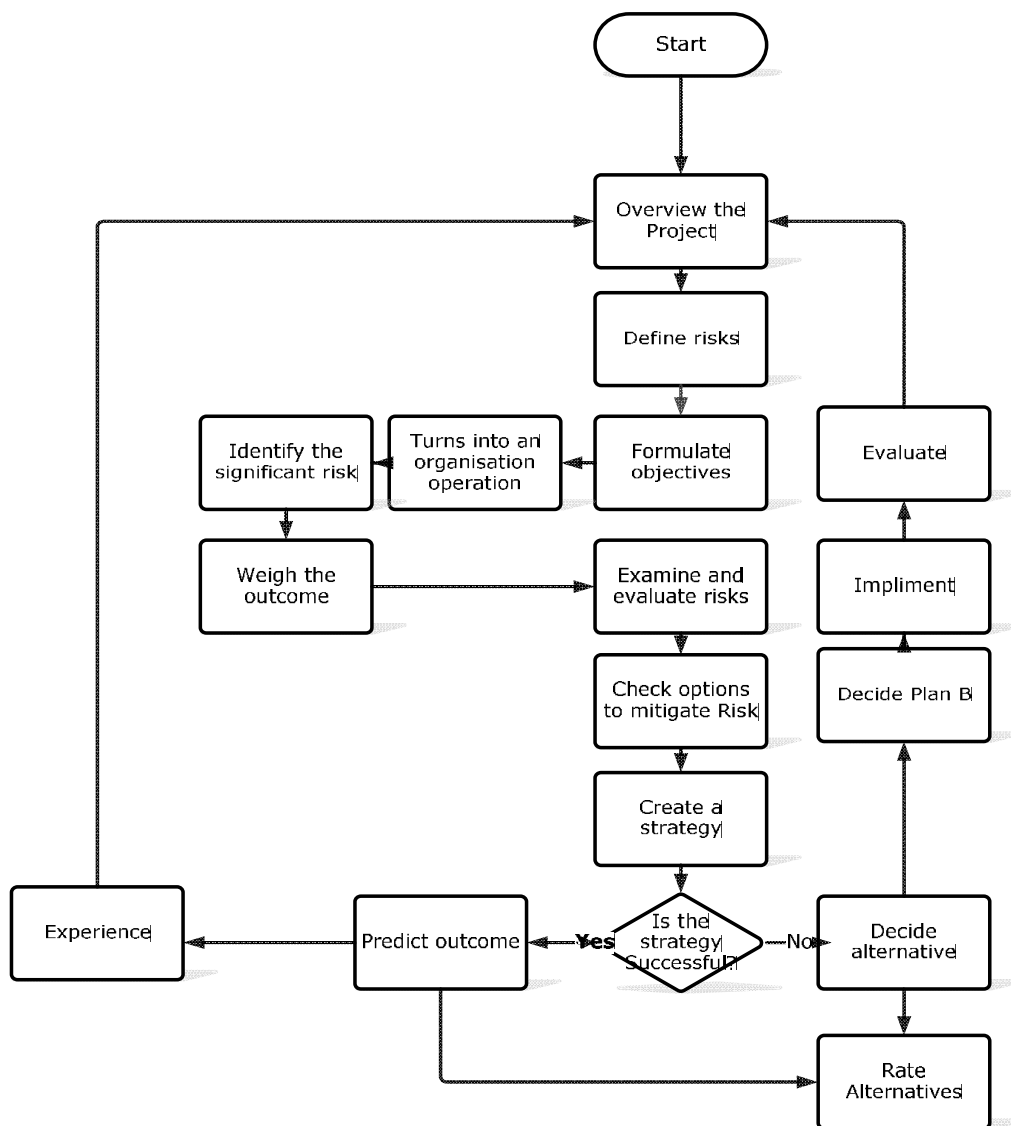 Start
Overview the
Project
Define risks
Identify the
significant risk
Turns into an
organisation
operation
Formulate
objectives
Evaluate
Weigh the
outcome
Examine and
evaluate risks
Impliment
Check options
to mitigate Risk
Decide Plan B
Create a
strategy
Experience
Predict outcome
Yes
Is the
strategy
Successful?
No
Decide
alternative
Rate
Alternatives